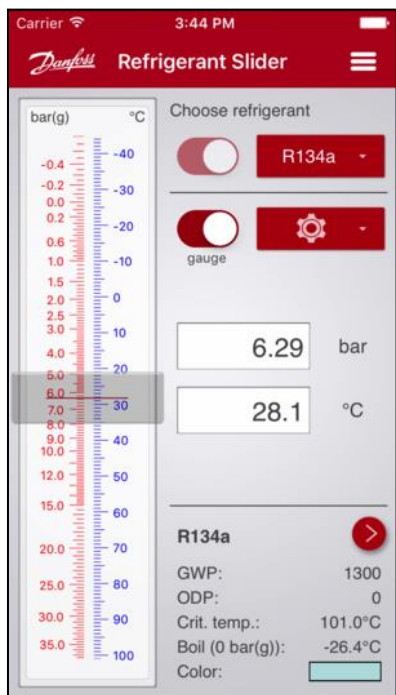 Carrier 3:44 PM
Danfoss Refrigerant Slider
bar(g) °C
Choose refrigerant
R134a
gauge
-0.4
-0.2
0.0
0.2
0.6
1.0
1.5
2.0
2.5
3.0
4.0
5.0
6.0
7.0
8.0
9.0
10.0
12.0
15.0
20.0
25.0
30.0
35.0
-40
-30
-20
-10
0
10
20
30
40
50
60
70
80
90
100
6.29 bar
28.1 °C
R134a
GWP: 1300
ODP: 0
Crit. temp.: 101.0°C
Boil (0 bar(g)): -26.4°C
Color: